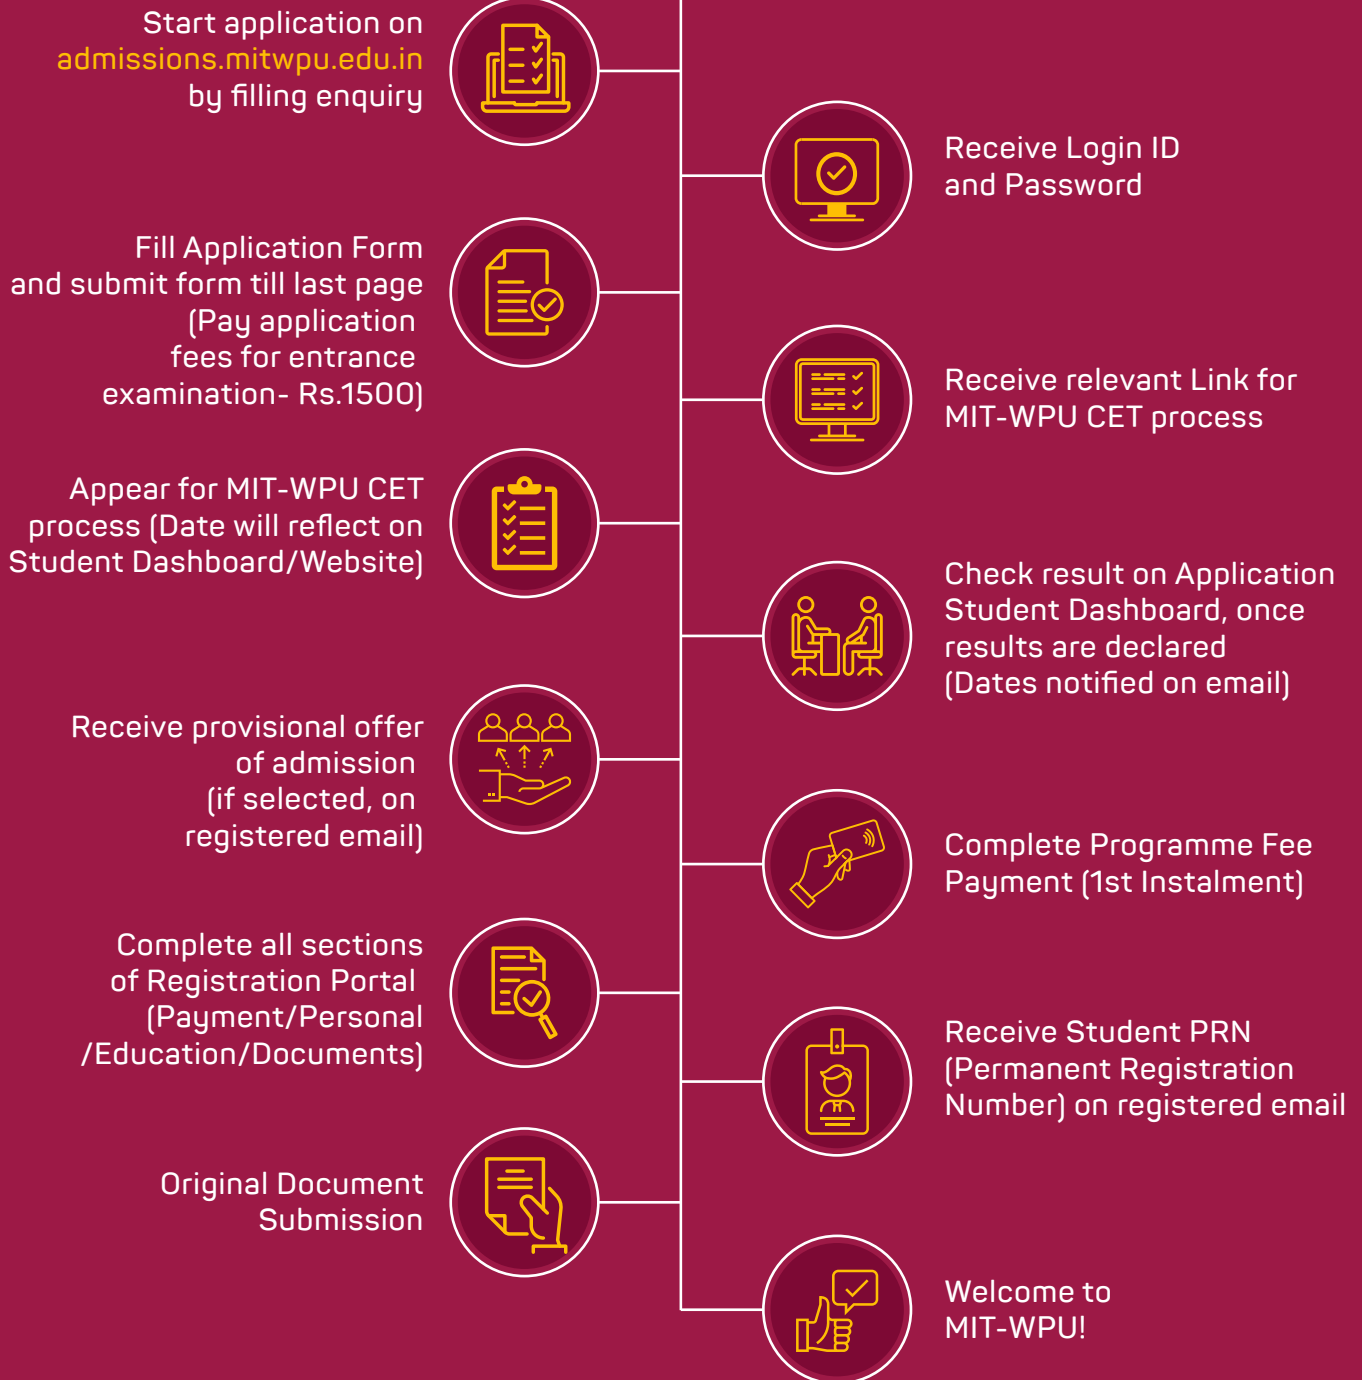 Start application on
admissions.mitwpu.edu.in
by filling enquiry
Receive Login ID
and Password
Fill Application Form
and submit form till last page
(Pay application
fees for entrance
examination- Rs.1500)
Receive relevant Link for
MIT-WPU CET process
Appear for MIT-WPU CET
process (Date will reflect on
Student Dashboard/Website)
Check result on Application
Student Dashboard, once
results are declared
(Dates notified on email)
Receive provisional offer
of admission
(if selected, on
registered email)
Complete Programme Fee
Payment (1st Instalment)
Complete all sections
of Registration Portal
(Payment/Personal
/Education/Documents)
Receive Student PRN
(Permanent Registration
Number) on registered email
Original Document
Submission
Welcome to
MIT-WPU!